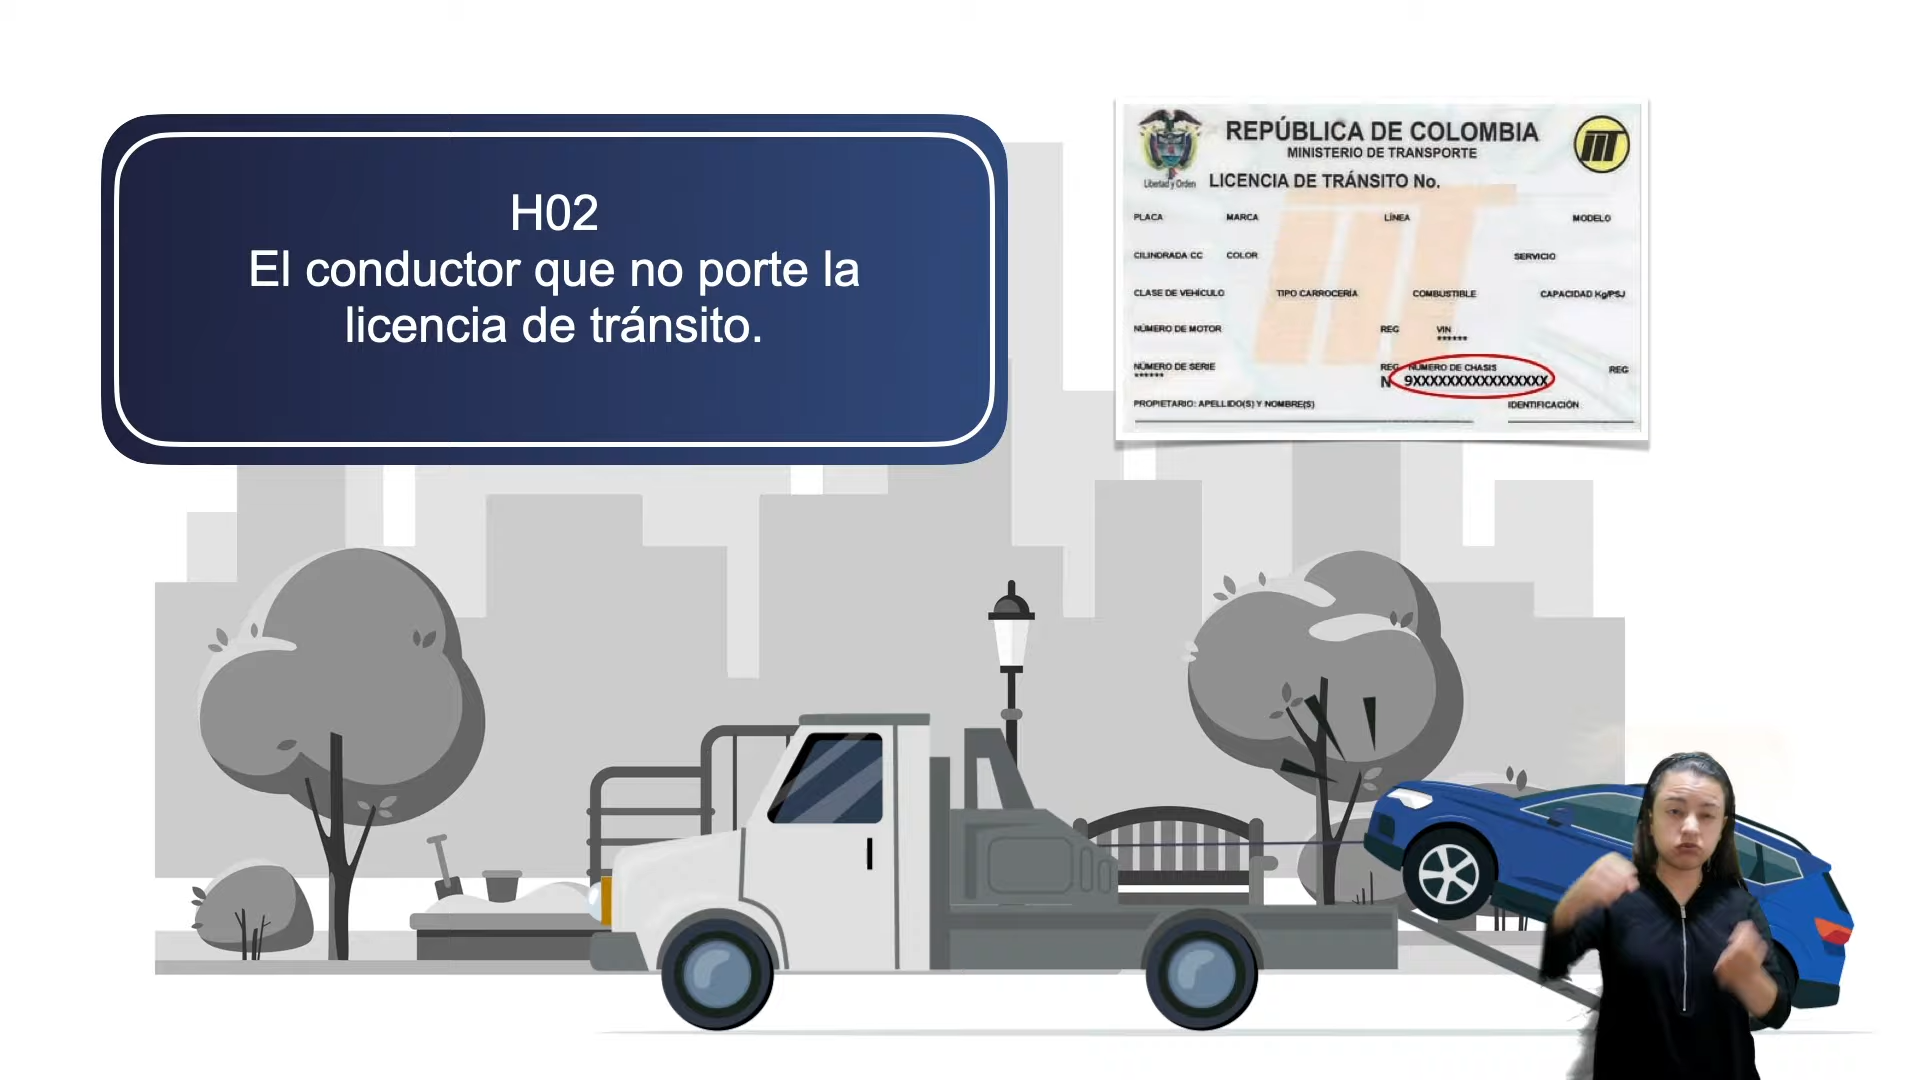 H02
El conductor que no porte la
licencia de tránsito.
REPÚBLICA DE COLOMBIA
MINISTERIO DE TRANSPORTE
Libertad y Orden
LICENCIA DE TRÁNSITO No.
PLACA MARCA LÍNEA MODELO
CILINDRADA CC COLOR SERVICIO
CLASE DE VEHÍCULO TIPO CARROCERÍA COMBUSTIBLE CAPACIDAD Kg/PSJ
NÚMERO DE MOTOR REG VIN
******
NÚMERO DE SERIE REG NÚMERO DE CHASIS REG
****** N 9XXXXXXXXXXXXXXXX
PROPIETARIO: APELLIDO(S) Y NOMBRE(S) IDENTIFICACIÓN